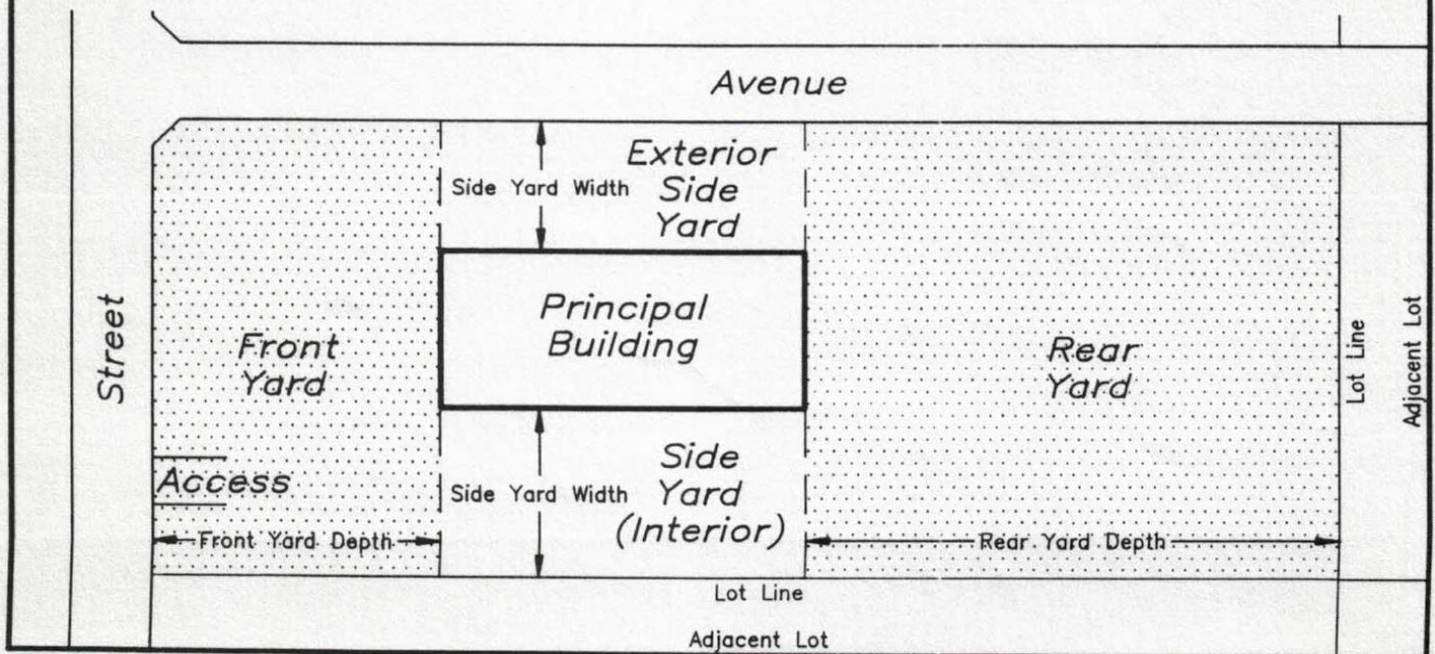 Avenue
Exterior
Side
Yard
Side Yard Width
Principal
Building
Street
Front
Yard
Rear
Yard
Lot Line
Adjacent Lot
Access
Side Yard Width
Side
Yard
(Interior)
Front Yard Depth
Rear Yard Depth
Lot Line
Adjacent Lot